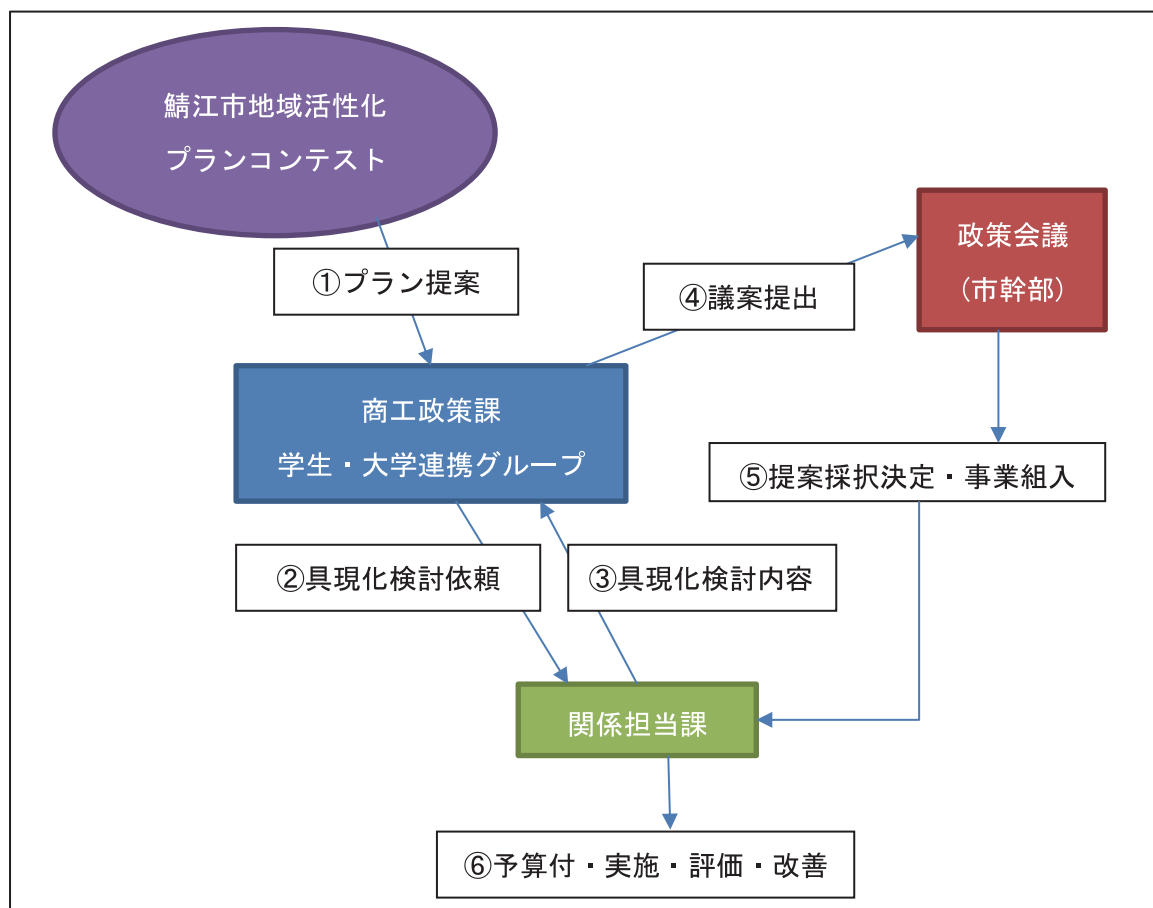 鯖江市地域活性化
プランコンテスト
①プラン提案
④議案提出
政策会議
(市幹部)
商工政策課
学生・大学連携グループ
⑤提案採択決定・事業組入
②具現化検討依頼
③具現化検討内容
関係担当課
⑥予算付・実施・評価・改善